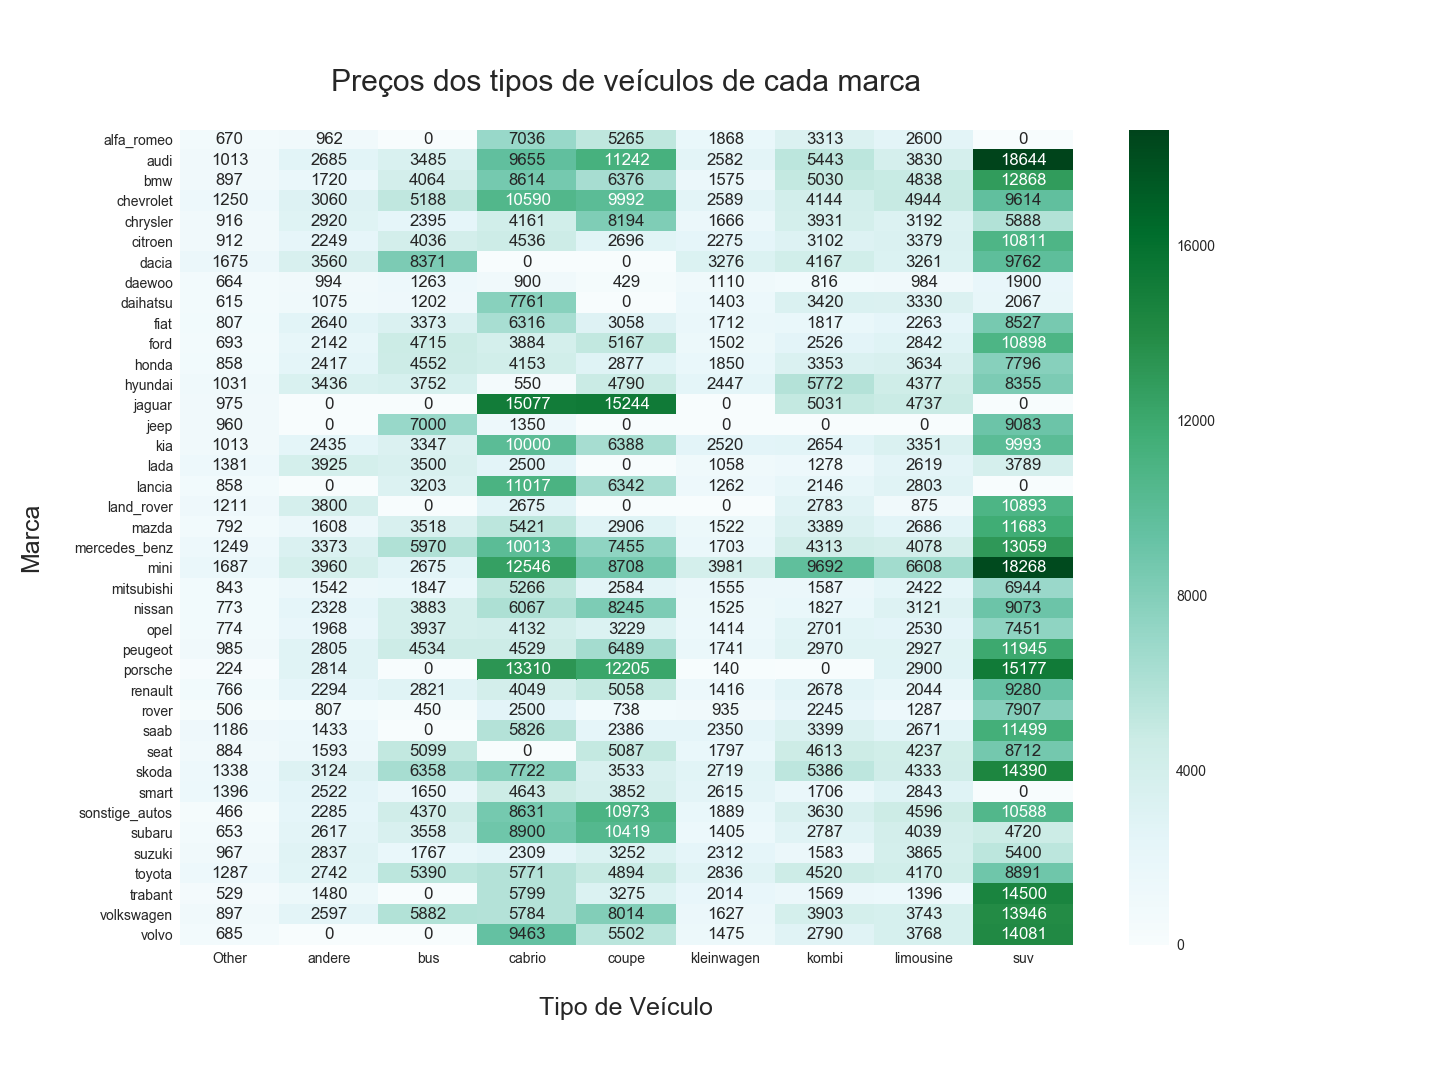 Preços dos tipos de veículos de cada marca
alfa_romeo 670 962 0 7036 5265 1868 3313 2600 0
audi 1013 2685 3485 9655 11242 2582 5443 3830 18644
bmw 897 1720 4064 8614 6376 1575 5030 4838 12868
chevrolet 1250 3060 5188 10590 9992 2589 4144 4944 9614
chrysler 916 2920 2395 4161 8194 1666 3931 3192 5888
citroen 912 2249 4036 4536 2696 2275 3102 3379 10811
16000
dacia 1675 3560 8371 0 0 3276 4167 3261 9762
daewoo 664 994 1263 900 429 1110 816 984 1900
daihatsu 615 1075 1202 7761 0 1403 3420 3330 2067
fiat 807 2640 3373 6316 3058 1712 1817 2263 8527
ford 693 2142 4715 3884 5167 1502 2526 2842 10898
honda 858 2417 4552 4153 2877 1850 3353 3634 7796
hyundai 1031 3436 3752 550 4790 2447 5772 4377 8355
jaguar 975 0 0 15077 15244 0 5031 4737 0
jeep 960 0 7000 1350 0 0 0 0 9083
12000
kia 1013 2435 3347 10000 6388 2520 2654 3351 9993
lada 1381 3925 3500 2500 0 1058 1278 2619 3789
lancia 858 0 3203 11017 6342 1262 2146 2803 0
land_rover 1211 3800 0 2675 0 0 2783 875 10893
mazda 792 1608 3518 5421 2906 1522 3389 2686 11683
Marca
mercedes_benz 1249 3373 5970 10013 7455 1703 4313 4078 13059
mini 1687 3960 2675 12546 8708 3981 9692 6608 18268
mitsubishi 843 1542 1847 5266 2584 1555 1587 2422 6944
8000
nissan 773 2328 3883 6067 8245 1525 1827 3121 9073
opel 774 1968 3937 4132 3229 1414 2701 2530 7451
peugeot 985 2805 4534 4529 6489 1741 2970 2927 11945
porsche 224 2814 0 13310 12205 140 0 2900 15177
renault 766 2294 2821 4049 5058 1416 2678 2044 9280
rover 506 807 450 2500 738 935 2245 1287 7907
saab 1186 1433 0 5826 2386 2350 3399 2671 11499
seat 884 1593 5099 0 5087 1797 4613 4237 8712
skoda 1338 3124 6358 7722 3533 2719 5386 4333 14390
4000
smart 1396 2522 1650 4643 3852 2615 1706 2843 0
sonstige_autos 466 2285 4370 8631 10973 1889 3630 4596 10588
subaru 653 2617 3558 8900 10419 1405 2787 4039 4720
suzuki 967 2837 1767 2309 3252 2312 1583 3865 5400
toyota 1287 2742 5390 5771 4894 2836 4520 4170 8891
trabant 529 1480 0 5799 3275 2014 1569 1396 14500
volkswagen 897 2597 5882 5784 8014 1627 3903 3743 13946
volvo 685 0 0 9463 5502 1475 2790 3768 14081
0
Other andere bus cabrio coupe kleinwagen kombi limousine suv
Tipo de Veículo